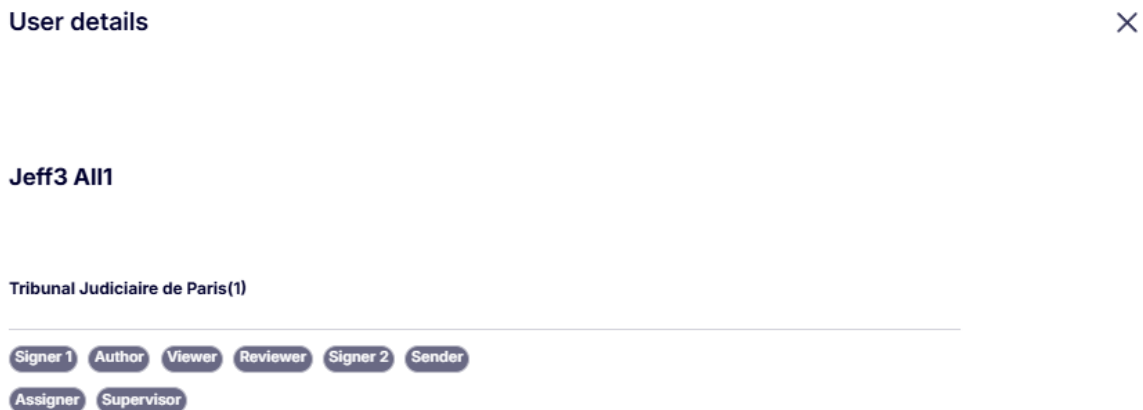 User details
Jeff3 All1
Tribunal Judiciaire de Paris(1)
Signer 1 Author Viewer Reviewer Signer 2 Sender
Assigner Supervisor